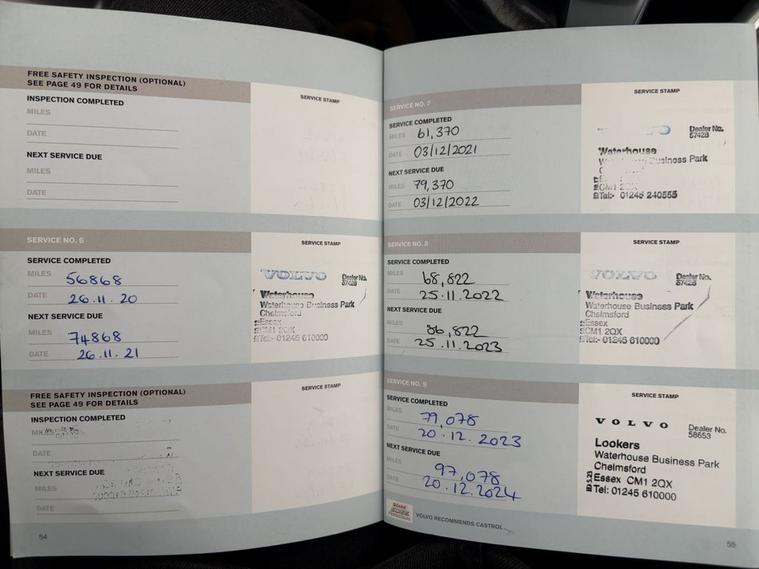 FREE SAFETY INSPECTION (OPTIONAL)
SEE PAGE 49 FOR DETAILS
SERVICE STAMP
INSPECTION COMPLETED
MILES
DATE
NEXT SERVICE DUE
MILES
DATE
SERVICE NO. 6
SERVICE STAMP
SERVICE COMPLETED
MILES 56868
DATE 26.11.20
NEXT SERVICE DUE
MILES 74868
DATE 26.11.21
VOLVO Dealer No.
57428
Waterhouse
Waterhouse Business Park
Chelmsford
Essex
CM1 2QX
Tel:- 01245 610000
FREE SAFETY INSPECTION (OPTIONAL)
SEE PAGE 49 FOR DETAILS
SERVICE STAMP
INSPECTION COMPLETED
MILES
DATE
NEXT SERVICE DUE
MILES
DATE
54
SERVICE NO. 7
SERVICE STAMP
SERVICE COMPLETED
MILES 61,370
DATE 03/12/2021
NEXT SERVICE DUE
MILES 79,370
DATE 03/12/2022
Dealer No.
57428
Waterhouse
Business Park
Tel:- 01245 240555
SERVICE NO. 8
SERVICE STAMP
SERVICE COMPLETED
MILES 68,822
DATE 25.11.2022
NEXT SERVICE DUE
MILES 86,822
DATE 25.11.2023
VOLVO Dealer No.
57428
Waterhouse
Waterhouse Business Park
Chelmsford
Essex
CM1 2QX
Tel:- 01245 610000
SERVICE NO. 9
SERVICE STAMP
SERVICE COMPLETED
MILES 79,078
DATE 20.12.2023
NEXT SERVICE DUE
MILES 97,078
DATE 20.12.2024
VOLVO Dealer No.
58653
Lookers
Waterhouse Business Park
Chelmsford
Essex CM1 2QX
Tel: 01245 610000
VOLVO RECOMMENDS CASTROL
55